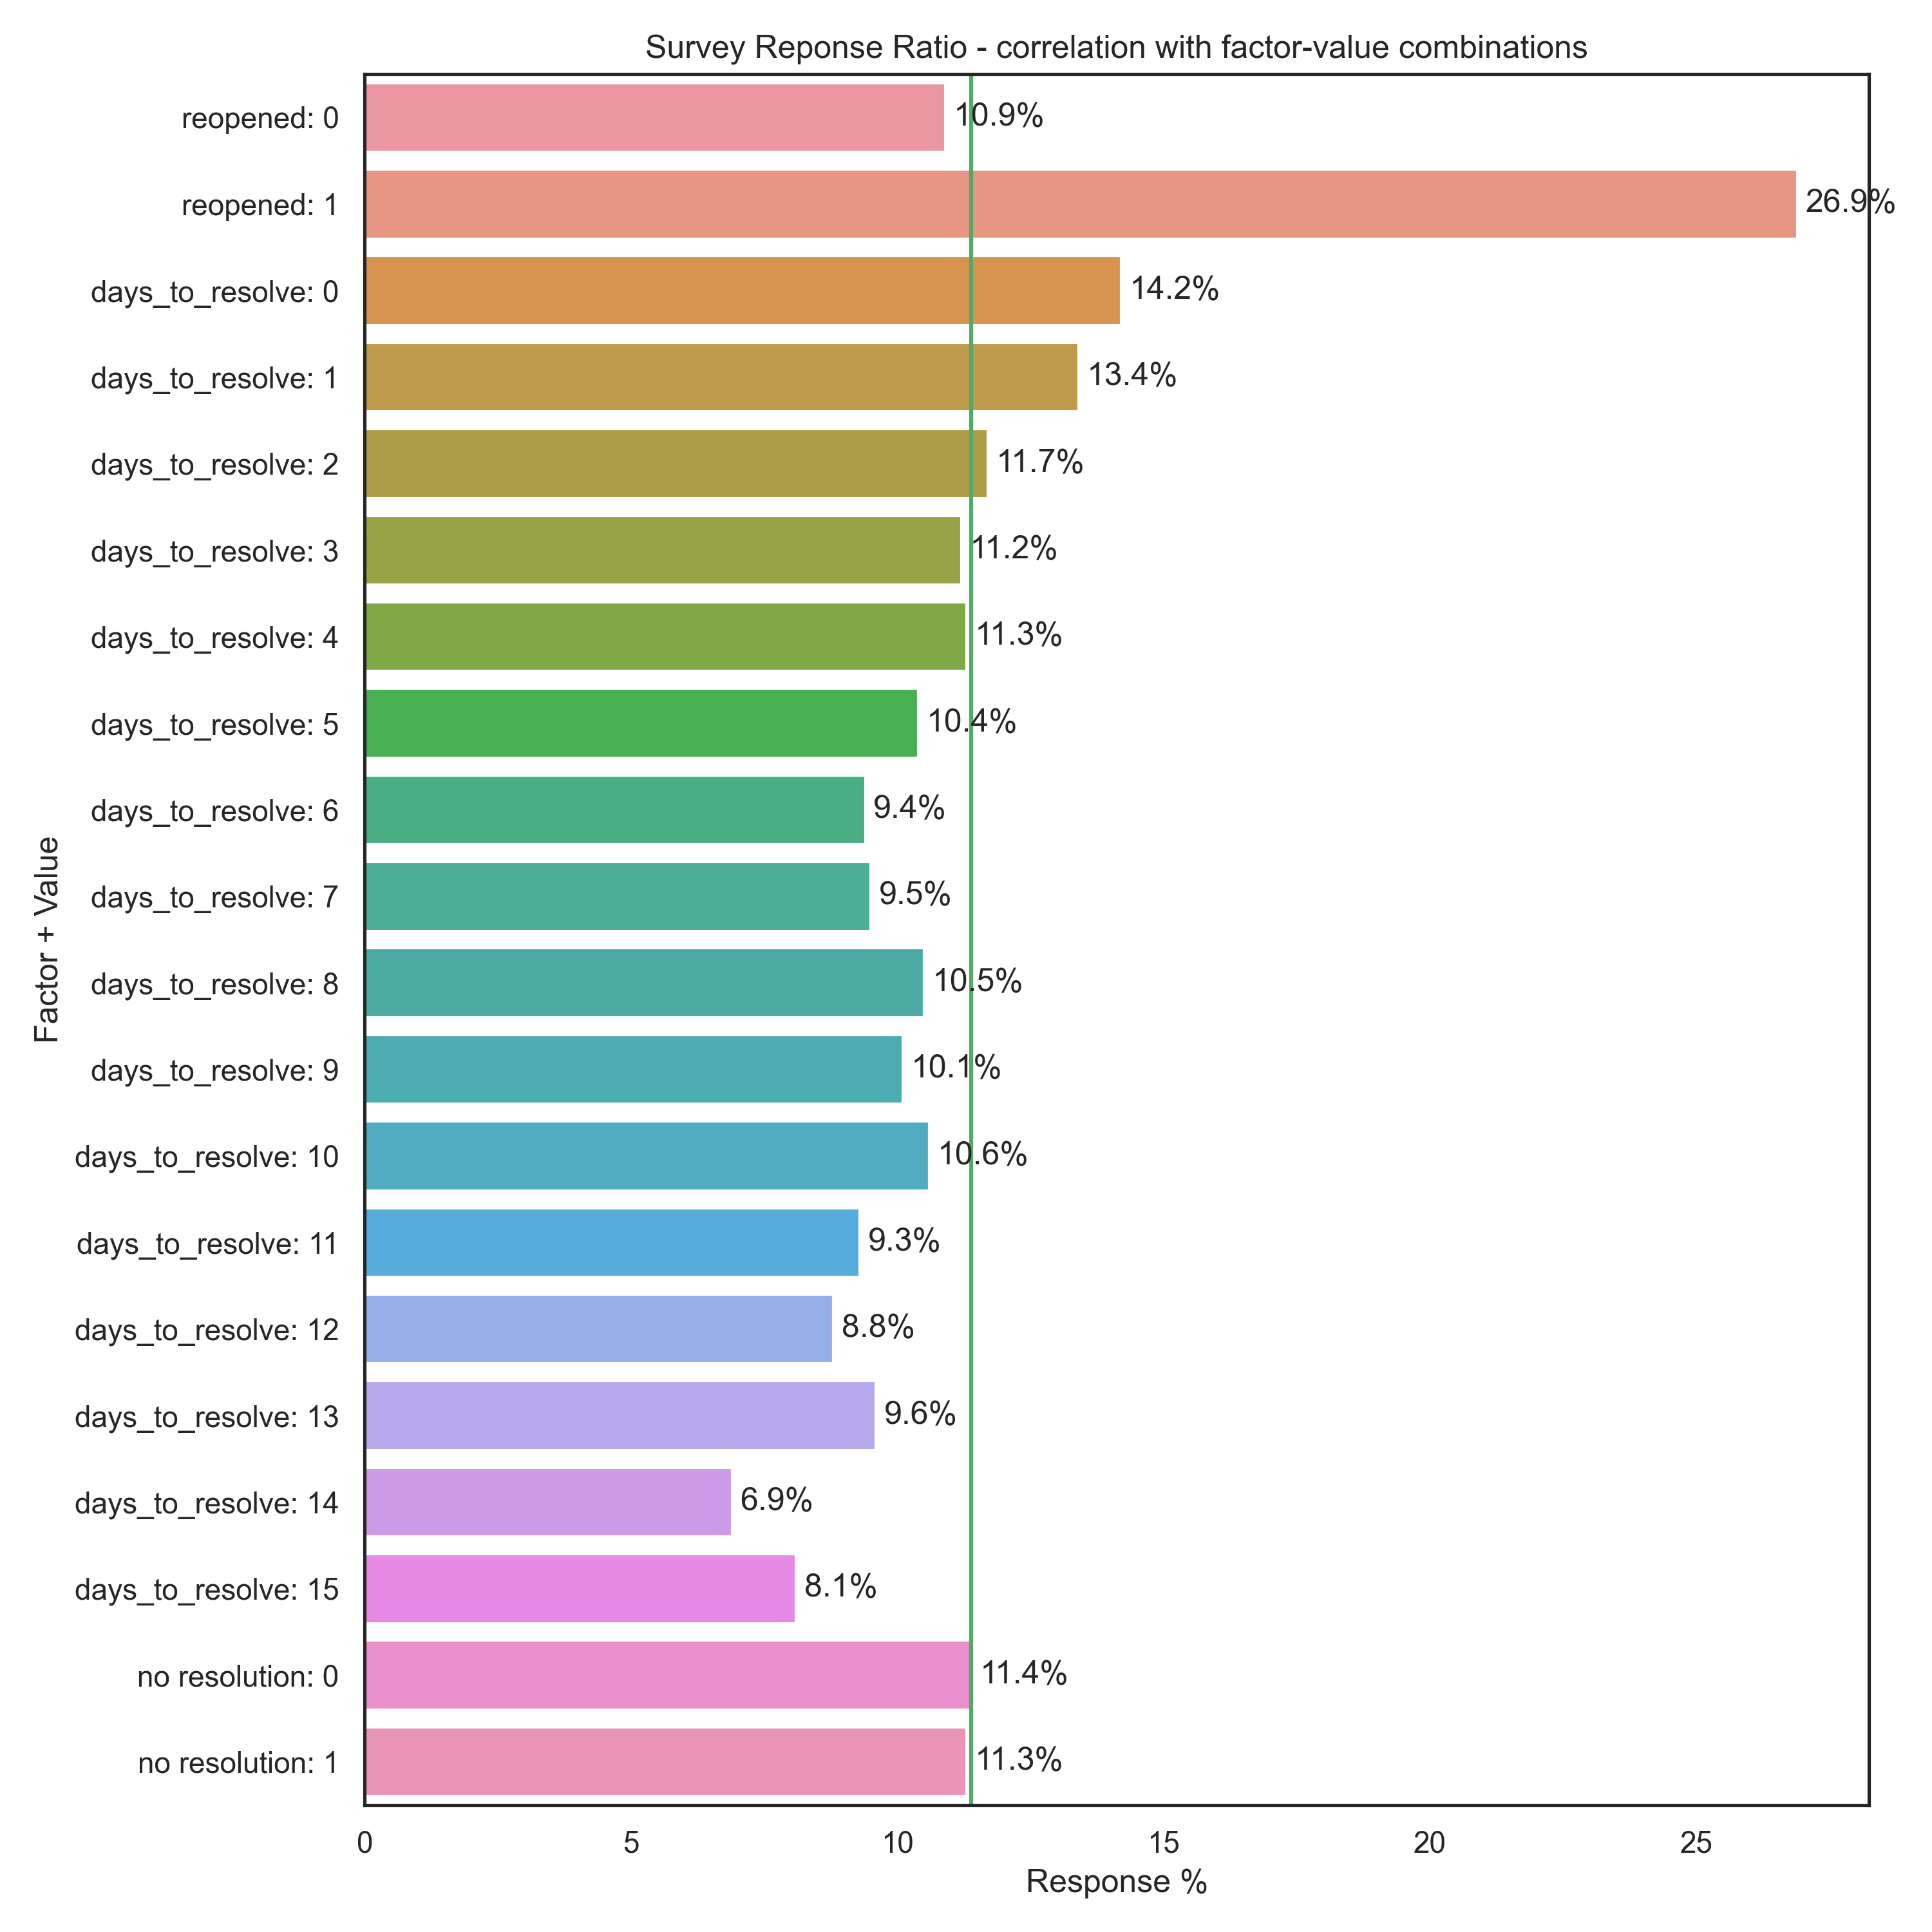 Survey Reponse Ratio - correlation with factor-value combinations
reopened: 0 10.9%
reopened: 1 26.9%
days_to_resolve: 0 14.2%
days_to_resolve: 1 13.4%
days_to_resolve: 2 11.7%
days_to_resolve: 3 11.2%
days_to_resolve: 4 11.3%
days_to_resolve: 5 10.4%
days_to_resolve: 6 9.4%
days_to_resolve: 7 9.5%
days_to_resolve: 8 10.5%
days_to_resolve: 9 10.1%
days_to_resolve: 10 10.6%
days_to_resolve: 11 9.3%
days_to_resolve: 12 8.8%
days_to_resolve: 13 9.6%
days_to_resolve: 14 6.9%
days_to_resolve: 15 8.1%
no resolution: 0 11.4%
no resolution: 1 11.3%
Factor + Value
0 5 10 15 20 25
Response %